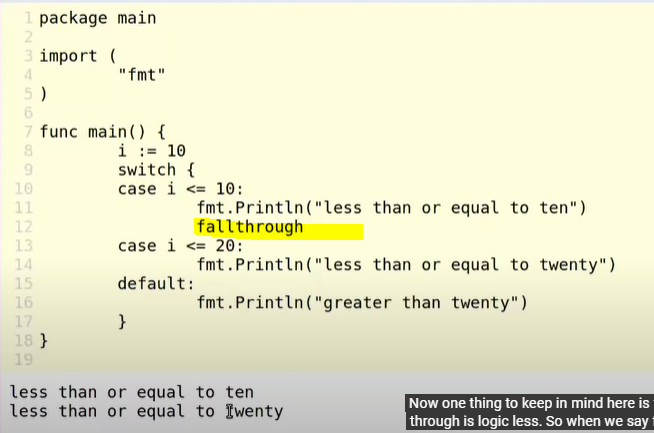 1 package main
2
3 import (
4 "fmt"
5 )
6
7 func main() {
8 i := 10
9 switch {
10 case i <= 10:
11 fmt.Println("less than or equal to ten")
12 fallthrough
13 case i <= 20:
14 fmt.Println("less than or equal to twenty")
15 default:
16 fmt.Println("greater than twenty")
17 }
18 }
19
less than or equal to ten
less than or equal to twenty
Now one thing to keep in mind here is
through is logic less. So when we say